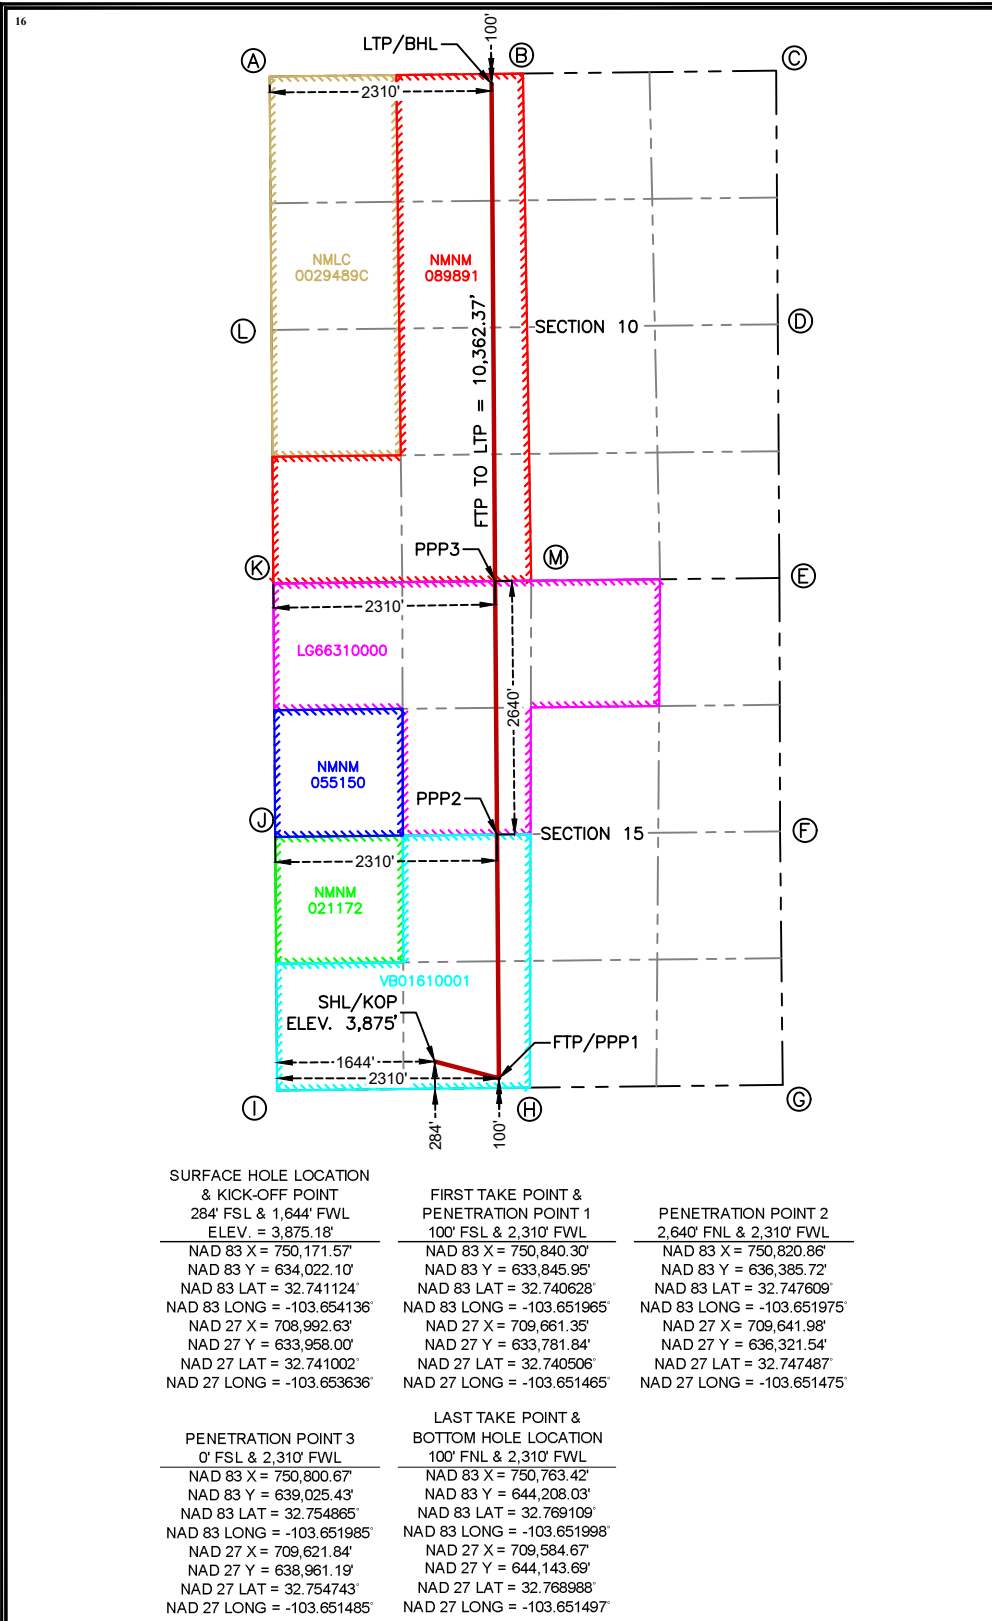 16
100'
LTP/BHL
A
B
C
2310'
NMLC
0029489C
NMNM
089891
FTP TO LTP = 10,362.37'
L
SECTION 10
D
PPP3
M
K
E
2310'
LG66310000
2640'
NMNM
055150
PPP2
J
SECTION 15
F
2310'
NMNM
021172
VB01610001
SHL/KOP
ELEV. 3,875'
FTP/PPP1
1644'
2310'
I
H
G
284'
100'
SURFACE HOLE LOCATION
& KICK-OFF POINT
284' FSL & 1,644' FWL
ELEV. = 3,875.18'
NAD 83 X = 750,171.57'
NAD 83 Y = 634,022.10'
NAD 83 LAT = 32.741124°
NAD 83 LONG = -103.654136°
NAD 27 X = 708,992.63'
NAD 27 Y = 633,958.00'
NAD 27 LAT = 32.741002°
NAD 27 LONG = -103.653636°
FIRST TAKE POINT &
PENETRATION POINT 1
100' FSL & 2,310' FWL
NAD 83 X = 750,840.30'
NAD 83 Y = 633,845.95'
NAD 83 LAT = 32.740628°
NAD 83 LONG = -103.651965°
NAD 27 X = 709,661.35'
NAD 27 Y = 633,781.84'
NAD 27 LAT = 32.740506°
NAD 27 LONG = -103.651465°
PENETRATION POINT 2
2,640' FNL & 2,310' FWL
NAD 83 X = 750,820.86'
NAD 83 Y = 636,385.72'
NAD 83 LAT = 32.747609°
NAD 83 LONG = -103.651975°
NAD 27 X = 709,641.98'
NAD 27 Y = 636,321.54'
NAD 27 LAT = 32.747487°
NAD 27 LONG = -103.651475°
PENETRATION POINT 3
0' FSL & 2,310' FWL
NAD 83 X = 750,800.67'
NAD 83 Y = 639,025.43'
NAD 83 LAT = 32.754865°
NAD 83 LONG = -103.651985°
NAD 27 X = 709,621.84'
NAD 27 Y = 638,961.19'
NAD 27 LAT = 32.754743°
NAD 27 LONG = -103.651485°
LAST TAKE POINT &
BOTTOM HOLE LOCATION
100' FNL & 2,310' FWL
NAD 83 X = 750,763.42'
NAD 83 Y = 644,208.03'
NAD 83 LAT = 32.769109°
NAD 83 LONG = -103.651998°
NAD 27 X = 709,584.67'
NAD 27 Y = 644,143.69'
NAD 27 LAT = 32.768988°
NAD 27 LONG = -103.651497°